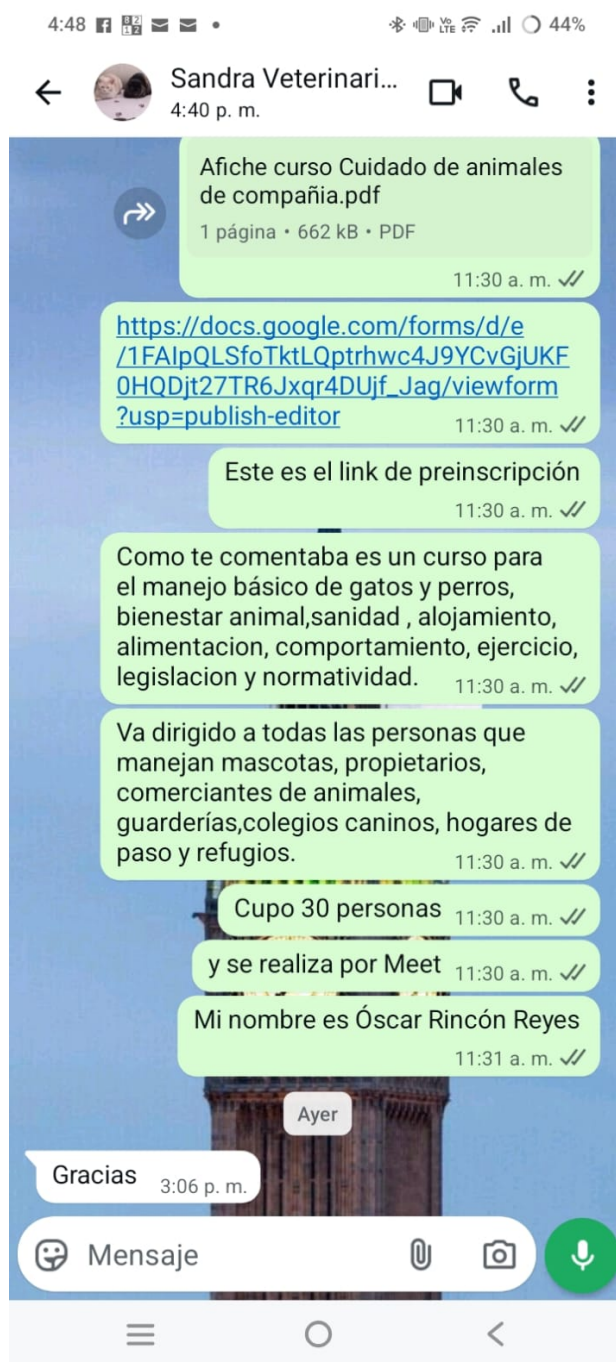 4:48
Vo
LTE
44%
Sandra Veterinari...
4:40 p. m.
Afiche curso Cuidado de animales
de compañia.pdf
1 página • 662 kB • PDF
11:30 a. m.
https://docs.google.com/forms/d/e
/1FAIpQLSfoTktLQptrhwc4J9YCvGjUKF
0HQDjt27TR6Jxqr4DUjf_Jag/viewform
?usp=publish-editor
11:30 a. m.
Este es el link de preinscripción
11:30 a. m.
Como te comentaba es un curso para
el manejo básico de gatos y perros,
bienestar animal,sanidad , alojamiento,
alimentacion, comportamiento, ejercicio,
legislacion y normatividad.
11:30 a. m.
Va dirigido a todas las personas que
manejan mascotas, propietarios,
comerciantes de animales,
guarderías,colegios caninos, hogares de
paso y refugios.
11:30 a. m.
Cupo 30 personas
11:30 a. m.
y se realiza por Meet
11:30 a. m.
Mi nombre es Óscar Rincón Reyes
11:31 a. m.
Ayer
Gracias
3:06 p. m.
Mensaje